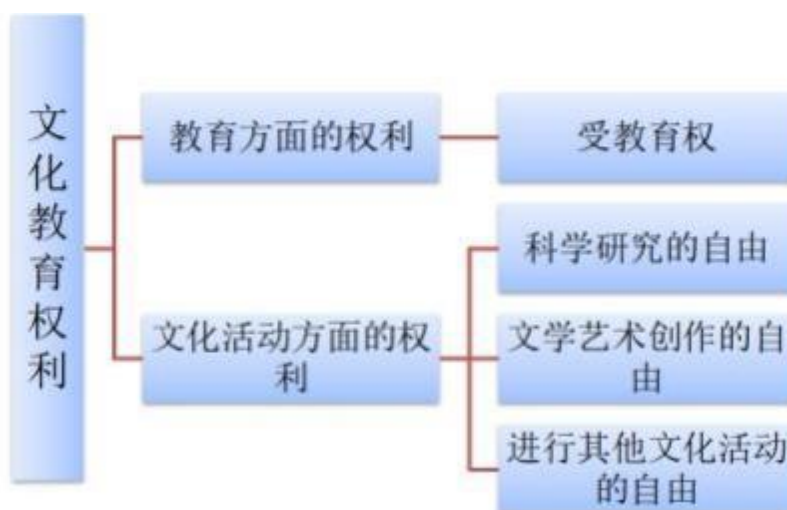 文化教育权利
教育方面的权利
受教育权
文化活动方面的权
利
科学研究的自由
文学艺术创作的自
由
进行其他文化活动
的自由